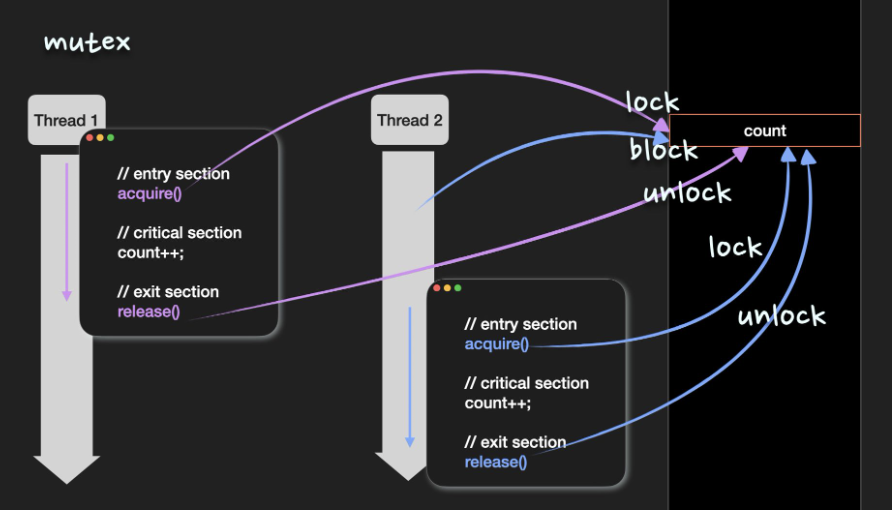 mutex
Thread 1
// entry section
acquire()
// critical section
count++;
// exit section
release()
Thread 2
// entry section
acquire()
// critical section
count++;
// exit section
release()
lock
count
block
unlock
lock
unlock